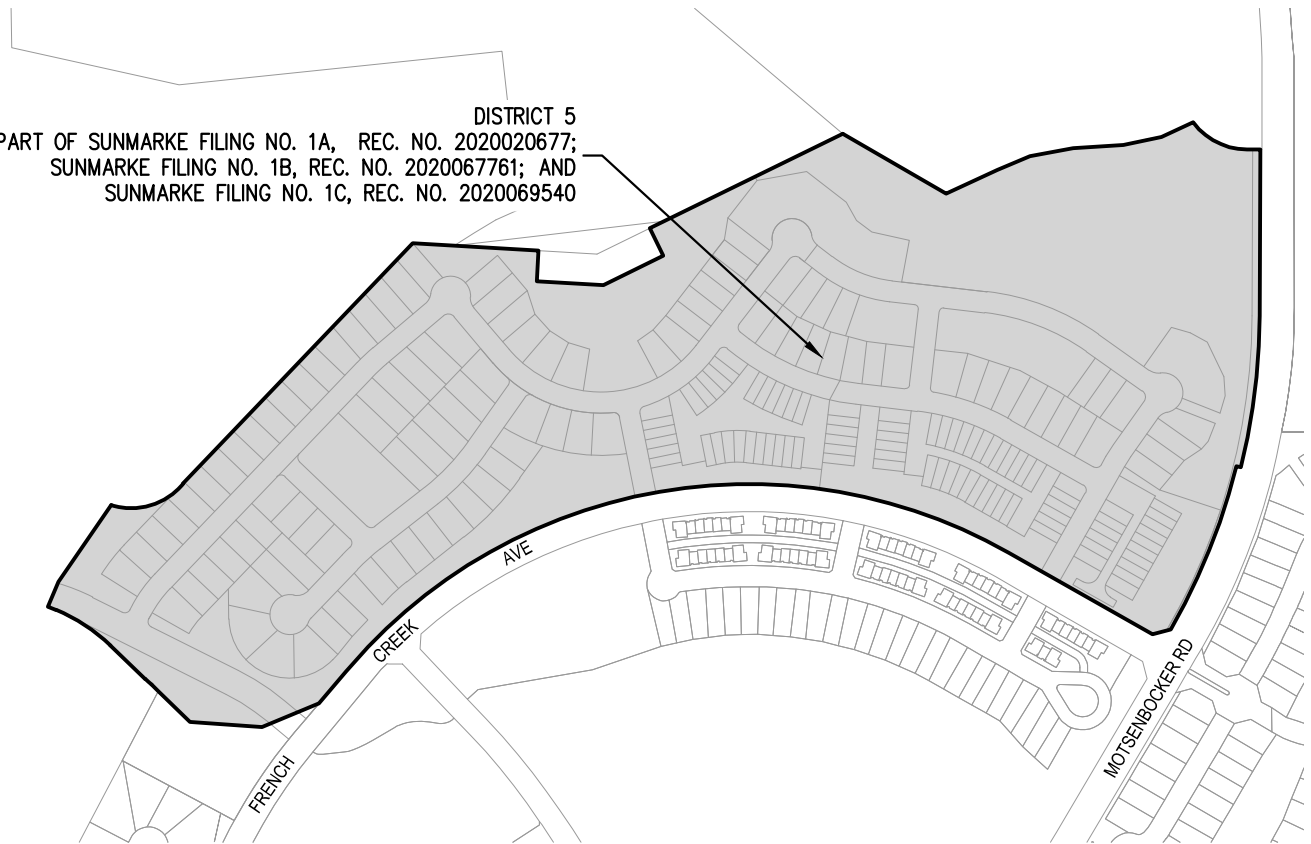 DISTRICT 5
PART OF SUNMARKE FILING NO. 1A, REC. NO. 2020020677;
SUNMARKE FILING NO. 1B, REC. NO. 2020067761; AND
SUNMARKE FILING NO. 1C, REC. NO. 2020069540
FRENCH
CREEK
AVE
MOTSENBOCKER RD